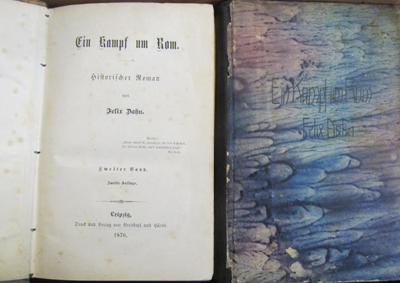 Ein Kampf um Rom.
Historischer Roman
von
Felix Dahn.
Zweiter Band.
Zweite Auflage.
Leipzig,
Druck und Verlag von Breitkopf und Härtel
1876.
Ein Kampf um Rom
Felix Dahn